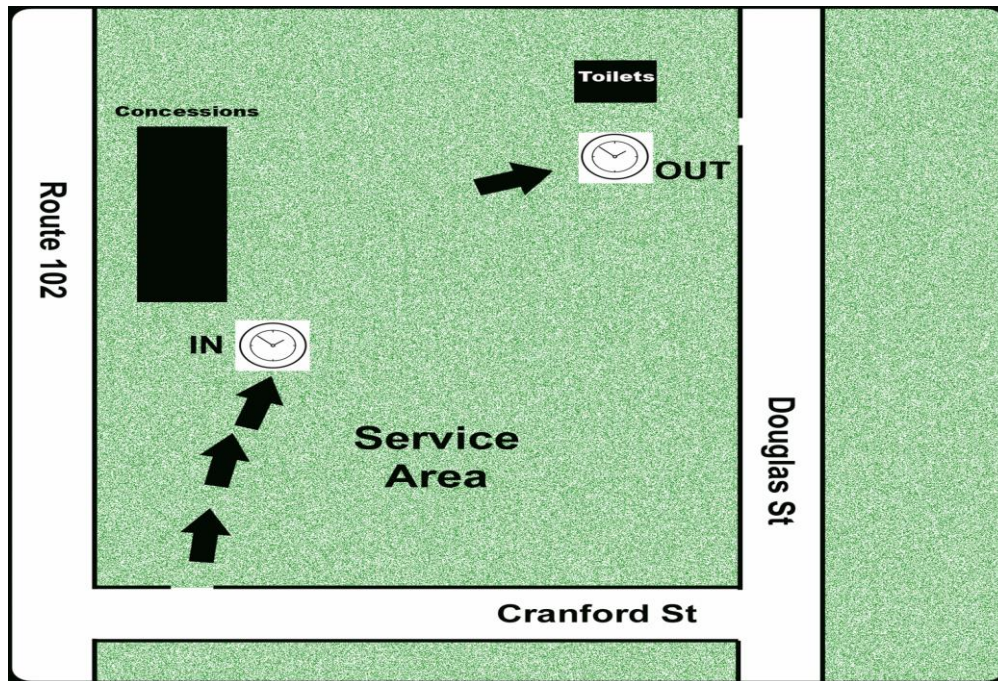 Toilets
Concessions
OUT
Route 102
IN
Service
Area
Douglas St
Cranford St